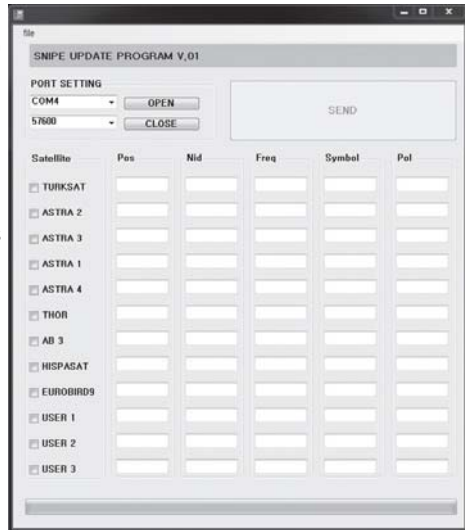 file
SNIPE UPDATE PROGRAM V,01
PORT SETTING
COM4
OPEN
SEND
57600
CLOSE
Satellite Pos Nid Freq Symbol Pol
TURKSAT
ASTRA 2
ASTRA 3
ASTRA 1
ASTRA 4
THOR
AB 3
HISPASAT
EUROBIRD9
USER 1
USER 2
USER 3